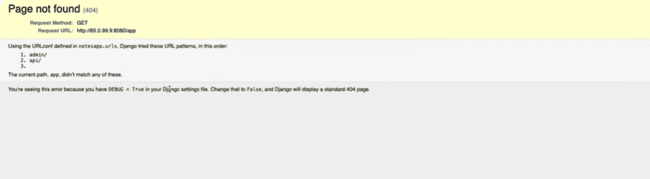 Page not found (404)
Request Method: GET
Request URL: http://65.0.99.9:8080/app
Using the URLconf defined in notesapp.urls, Django tried these URL patterns, in this order:
1. admin/
2. api/
3.
The current path, app, didn't match any of these.
You're seeing this error because you have DEBUG = True in your Django settings file. Change that to False, and Django will display a standard 404 page.